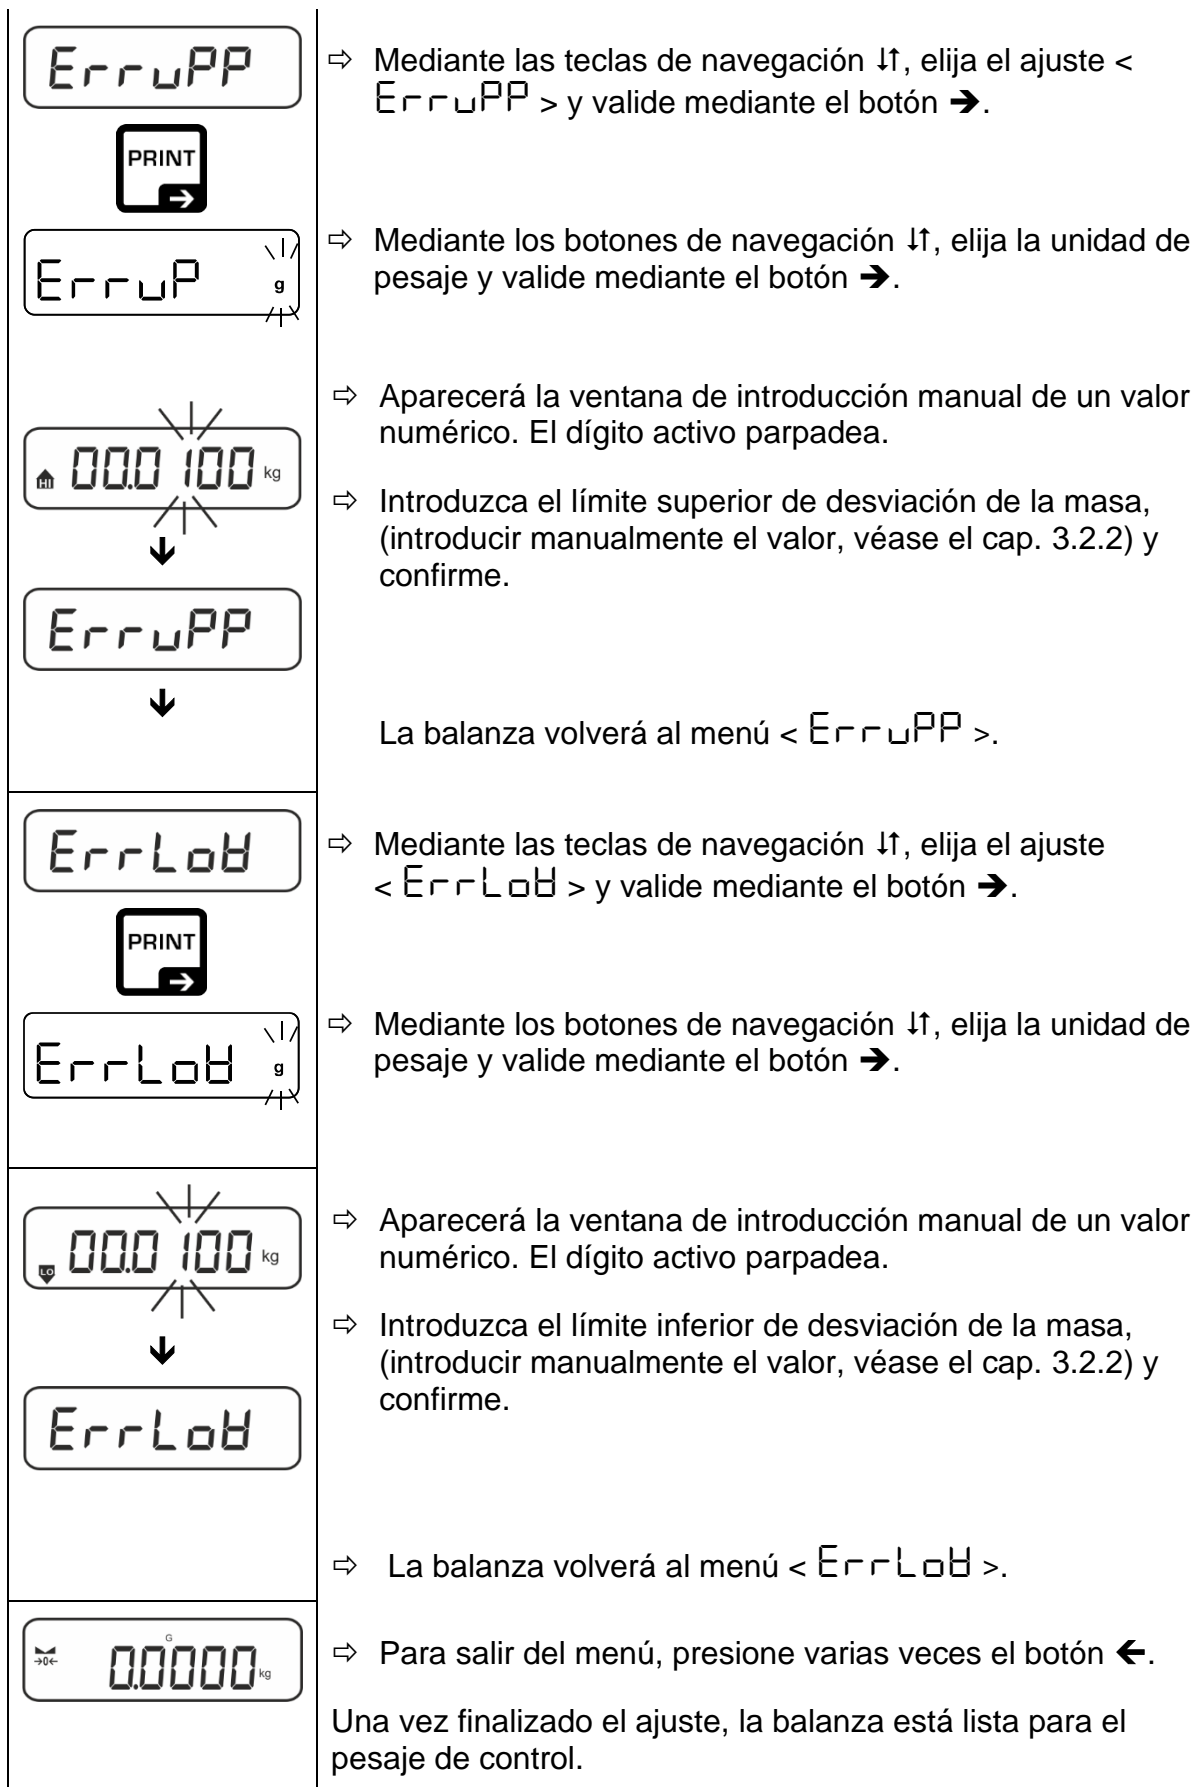 ErruPP
⇨ Mediante las teclas de navegación ↓↑, elija el ajuste <
ErruPP > y valide mediante el botón ➔.
PRINT
➔
ErruP g
⇨ Mediante los botones de navegación ↓↑, elija la unidad de
pesaje y valide mediante el botón ➔.
HI 00.0100 kg
⇨ Aparecerá la ventana de introducción manual de un valor
numérico. El dígito activo parpadea.
⇨ Introduzca el límite superior de desviación de la masa,
(introducir manualmente el valor, véase el cap. 3.2.2) y
confirme.
ErruPP
La balanza volverá al menú < ErruPP >.
ErrLoW
⇨ Mediante las teclas de navegación ↓↑, elija el ajuste
< ErrLoW > y valide mediante el botón ➔.
PRINT
➔
ErrLoW g
⇨ Mediante los botones de navegación ↓↑, elija la unidad de
pesaje y valide mediante el botón ➔.
LO 00.0100 kg
⇨ Aparecerá la ventana de introducción manual de un valor
numérico. El dígito activo parpadea.
⇨ Introduzca el límite inferior de desviación de la masa,
(introducir manualmente el valor, véase el cap. 3.2.2) y
confirme.
ErrLoW
⇨ La balanza volverá al menú < ErrLoW >.
G
→0← 0.0000 kg
⇨ Para salir del menú, presione varias veces el botón 🡸.
Una vez finalizado el ajuste, la balanza está lista para el
pesaje de control.